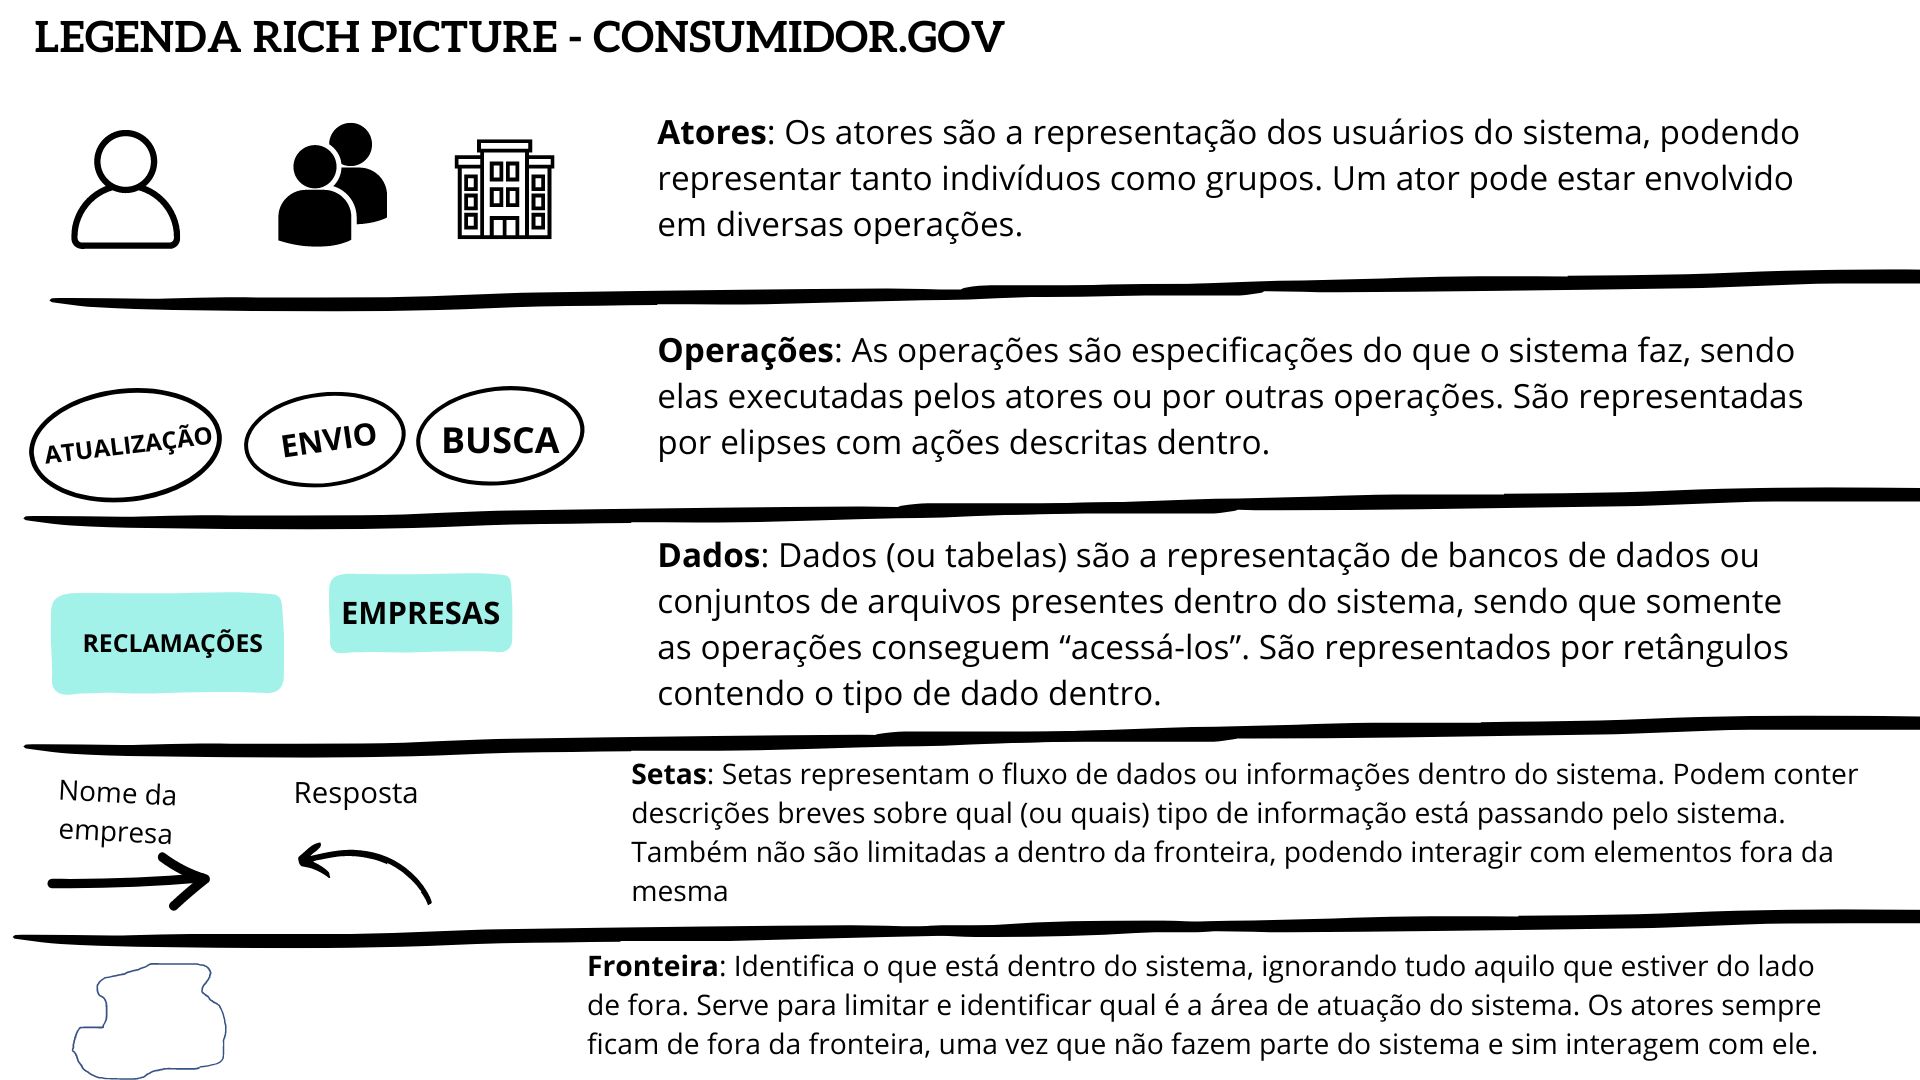 LEGENDA RICH PICTURE - CONSUMIDOR.GOV
Atores: Os atores são a representação dos usuários do sistema, podendo
representar tanto indivíduos como grupos. Um ator pode estar envolvido
em diversas operações.
Operações: As operações são especificações do que o sistema faz, sendo
elas executadas pelos atores ou por outras operações. São representadas
por elipses com ações descritas dentro.
ATUALIZAÇÃO
ENVIO
BUSCA
Dados: Dados (ou tabelas) são a representação de bancos de dados ou
conjuntos de arquivos presentes dentro do sistema, sendo que somente
as operações conseguem “acessá-los”. São representados por retângulos
contendo o tipo de dado dentro.
RECLAMAÇÕES
EMPRESAS
Nome da
empresa
Resposta
Setas: Setas representam o fluxo de dados ou informações dentro do sistema. Podem conter
descrições breves sobre qual (ou quais) tipo de informação está passando pelo sistema.
Também não são limitadas a dentro da fronteira, podendo interagir com elementos fora da
mesma
Fronteira: Identifica o que está dentro do sistema, ignorando tudo aquilo que estiver do lado
de fora. Serve para limitar e identificar qual é a área de atuação do sistema. Os atores sempre
ficam de fora da fronteira, uma vez que não fazem parte do sistema e sim interagem com ele.